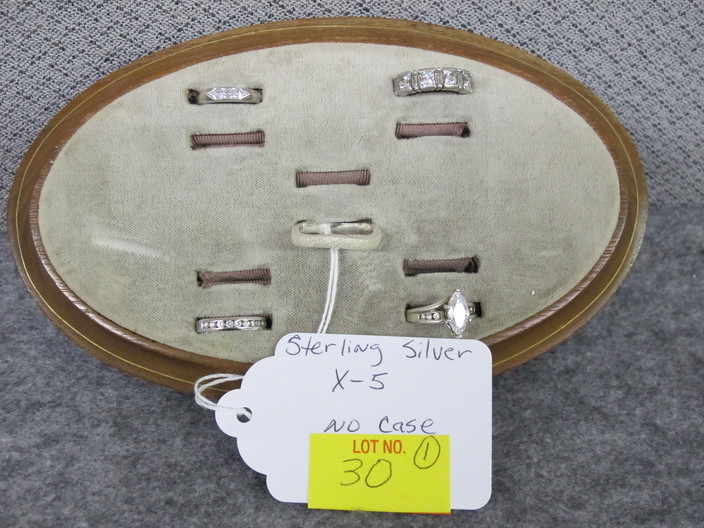 Sterling Silver
X-5
No Case
LOT NO. 1
30